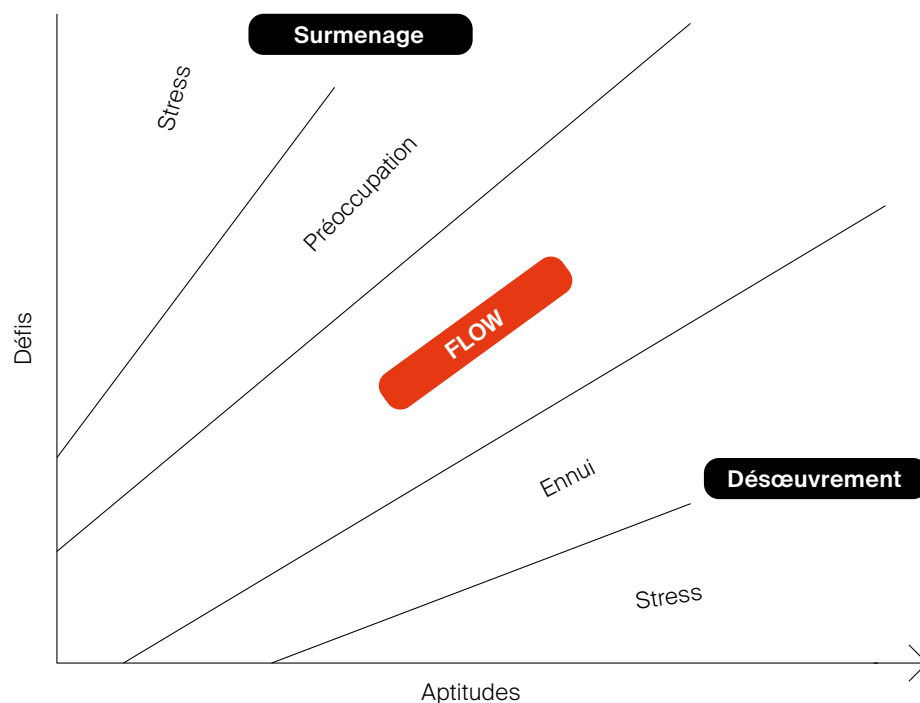 Surmenage
Stress
Préoccupation
Défis
FLOW
Ennui
Désœuvrement
Stress
Aptitudes